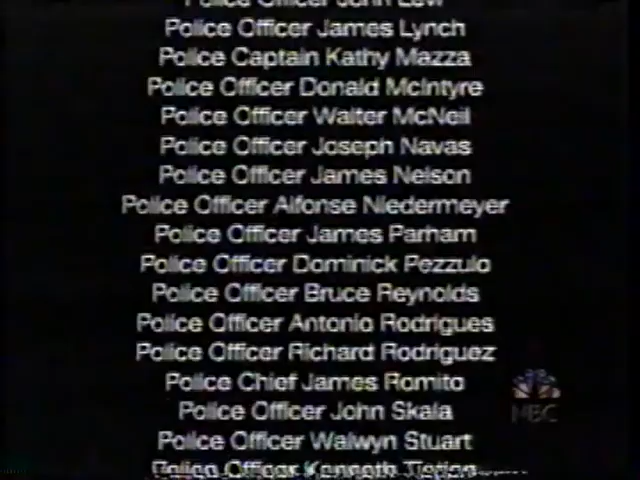 Police Officer James Lynch
Police Captain Kathy Mazza
Police Officer Donald McIntyre
Police Officer Walter McNeil
Police Officer Joseph Navas
Police Officer James Nelson
Police Officer Alfonse Niedermeyer
Police Officer James Parham
Police Officer Dominick Pezzulo
Police Officer Bruce Reynolds
Police Officer Antonio Rodrigues
Police Officer Richard Rodriguez
Police Chief James Romito
Police Officer John Skala
Police Officer Walwyn Stuart
Police Officer Kenneth
NBC